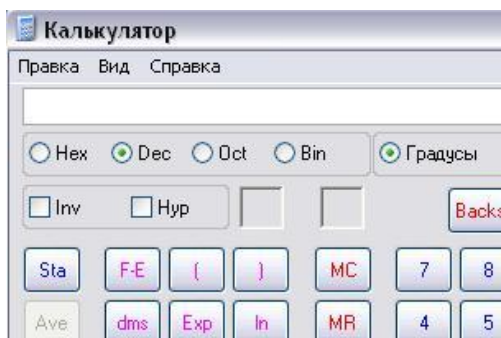 Калькулятор
Правка Вид Справка
Hex Dec Oct Bin Градусы
Inv Hyp Backs
Sta F-E ( ) MC 7 8
Ave dms Exp ln MR 4 5